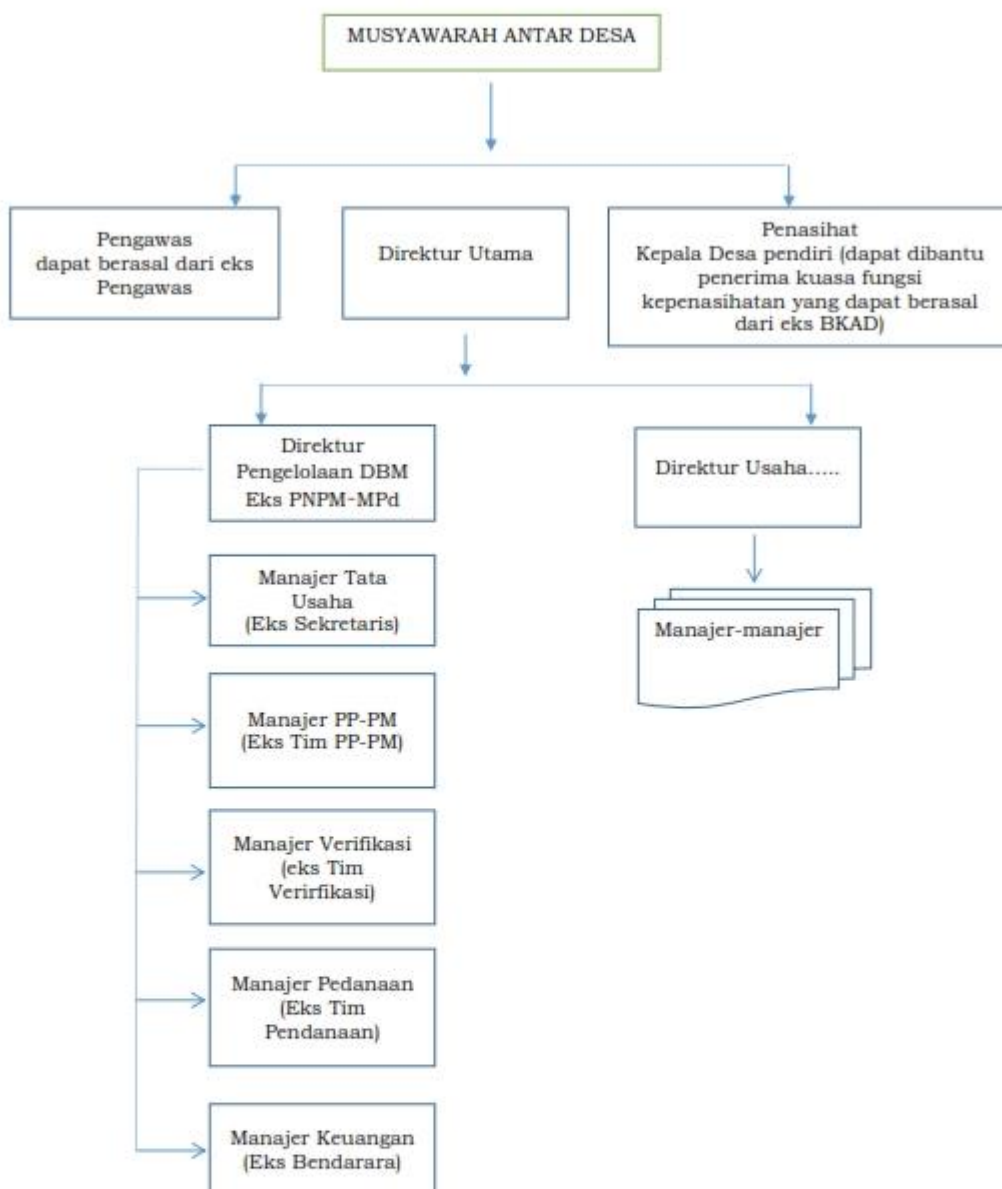 MUSYAWARAH ANTAR DESA
Pengawas
dapat berasal dari eks
Pengawas
Direktur Utama
Penasihat
Kepala Desa pendiri (dapat dibantu
penerima kuasa fungsi
kepenasihatan yang dapat berasal
dari eks BKAD)
Direktur
Pengelolaan DBM
Eks PNPM-MPd
Direktur Usaha.....
Manajer Tata
Usaha
(Eks Sekretaris)
Manajer-manajer
Manajer PP-PM
(Eks Tim PP-PM)
Manajer Verifikasi
(eks Tim
Verirfikasi)
Manajer Pedanaan
(Eks Tim
Pendanaan)
Manajer Keuangan
(Eks Bendarara)